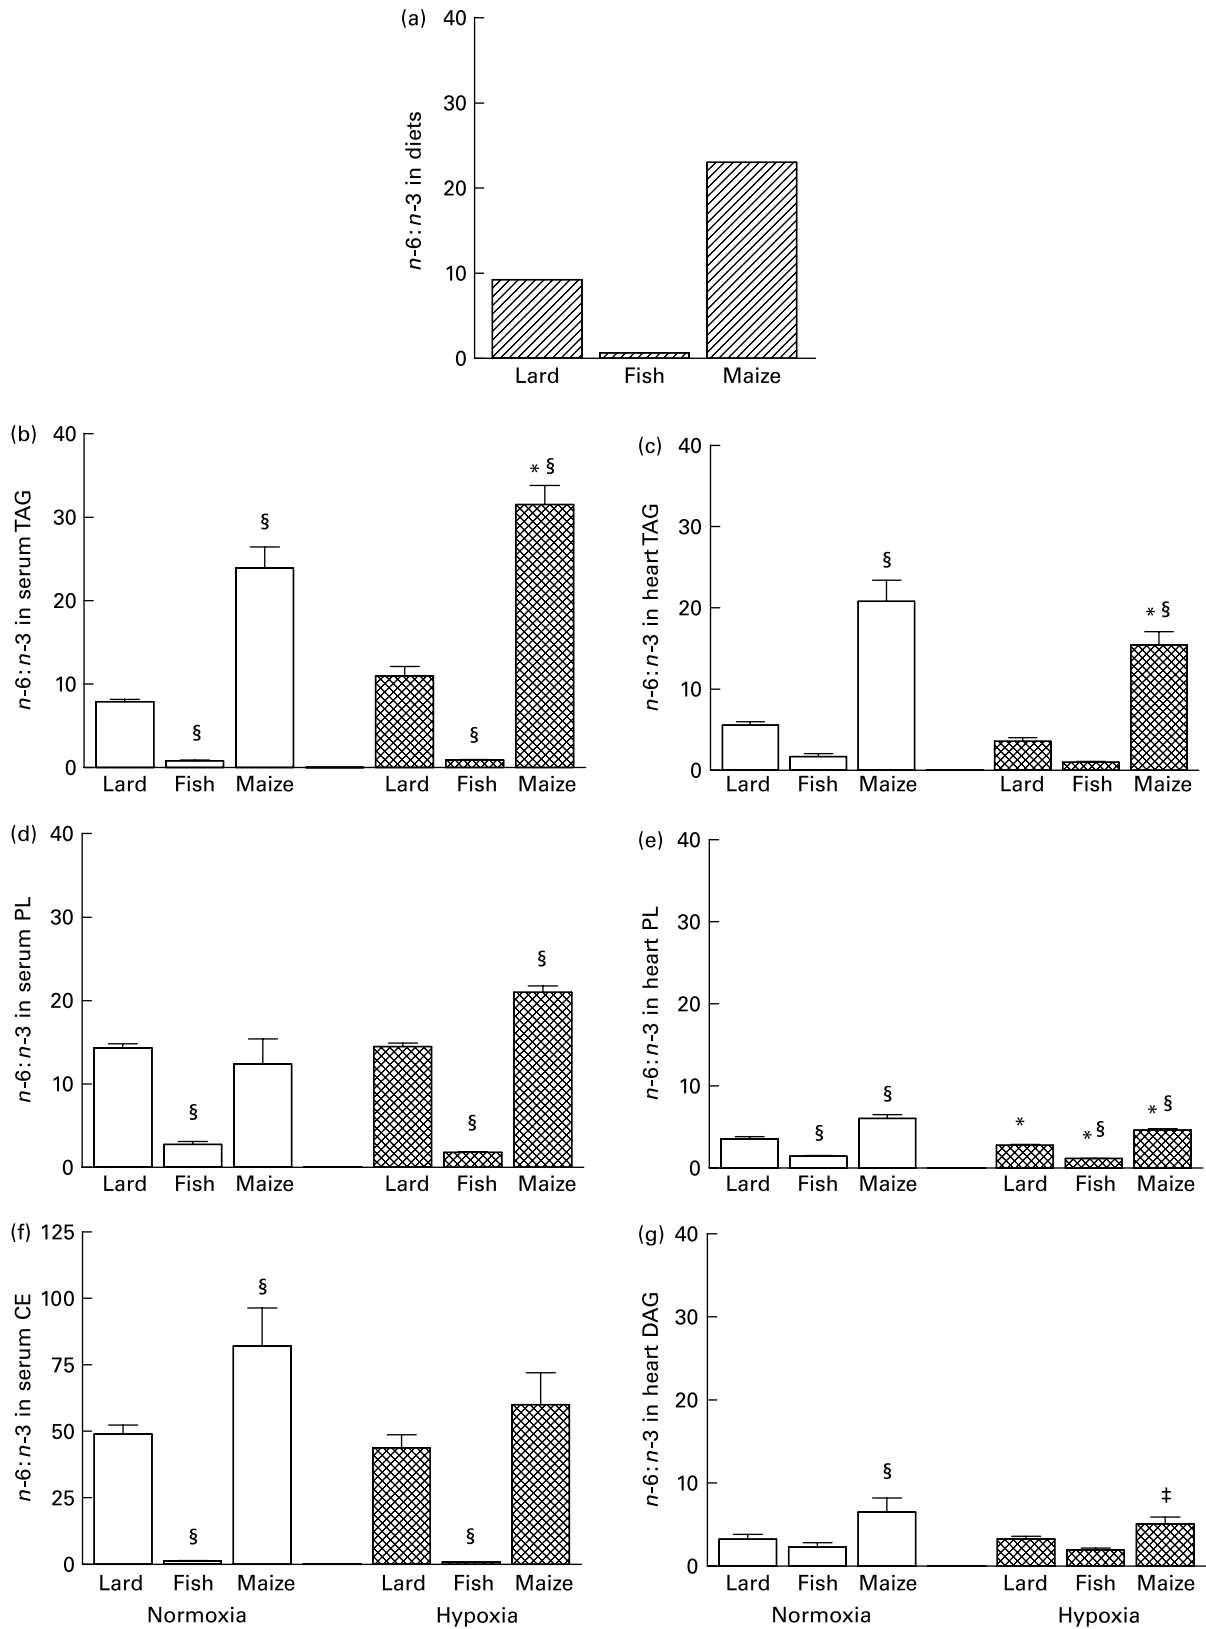 (a)
n-6:n-3 in diets
40
30
20
10
0
Lard Fish Maize
(b)
n-6:n-3 in serum TAG
40
30
20
10
0
§ § § * §
Lard Fish Maize Lard Fish Maize
(c)
n-6:n-3 in heart TAG
40
30
20
10
0
§ * §
Lard Fish Maize Lard Fish Maize
(d)
n-6:n-3 in serum PL
40
30
20
10
0
§ § §
Lard Fish Maize Lard Fish Maize
(e)
n-6:n-3 in heart PL
40
30
20
10
0
§ § * * § * §
Lard Fish Maize Lard Fish Maize
(f)
n-6:n-3 in serum CE
125
100
75
50
25
0
§ § §
Lard Fish Maize Lard Fish Maize
Normoxia Hypoxia
(g)
n-6:n-3 in heart DAG
40
30
20
10
0
§ ‡
Lard Fish Maize Lard Fish Maize
Normoxia Hypoxia